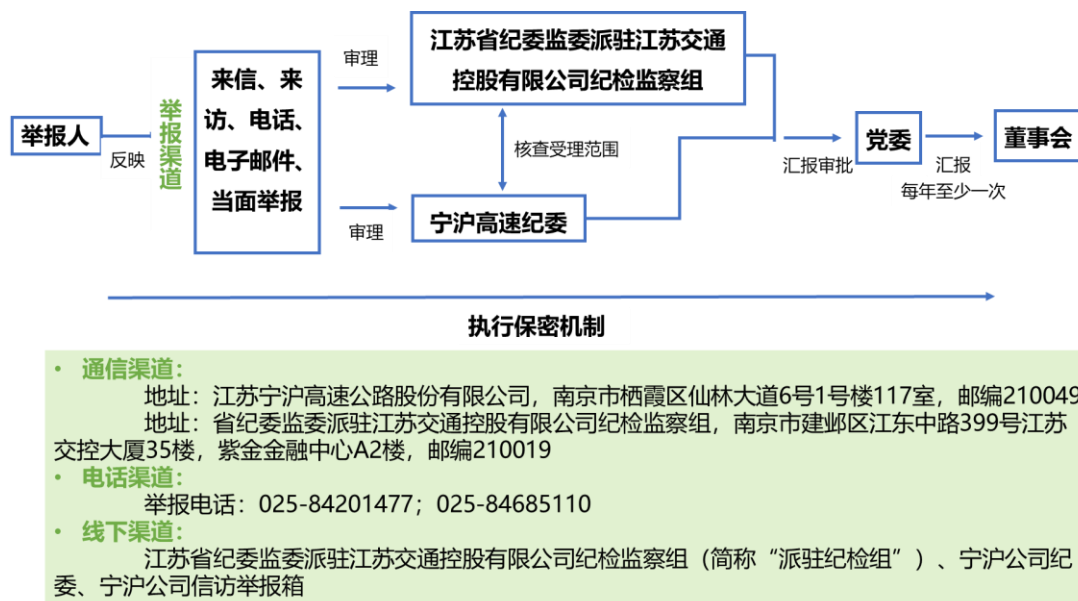 举报人
反映
举报渠道
来信、来
访、电话、
电子邮件、
当面举报
审理
审理
江苏省纪委监委派驻江苏交通
控股有限公司纪检监察组
核查受理范围
宁沪高速纪委
汇报审批
党委
汇报
每年至少一次
董事会
执行保密机制
• 通信渠道：
地址：江苏宁沪高速公路股份有限公司，南京市栖霞区仙林大道6号1号楼117室，邮编210049
地址：省纪委监委派驻江苏交通控股有限公司纪检监察组，南京市建邺区江东中路399号江苏
交控大厦35楼，紫金金融中心A2楼，邮编210019
• 电话渠道：
举报电话：025-84201477；025-84685110
• 线下渠道：
江苏省纪委监委派驻江苏交通控股有限公司纪检监察组（简称“派驻纪检组”）、宁沪公司纪
委、宁沪公司信访举报箱